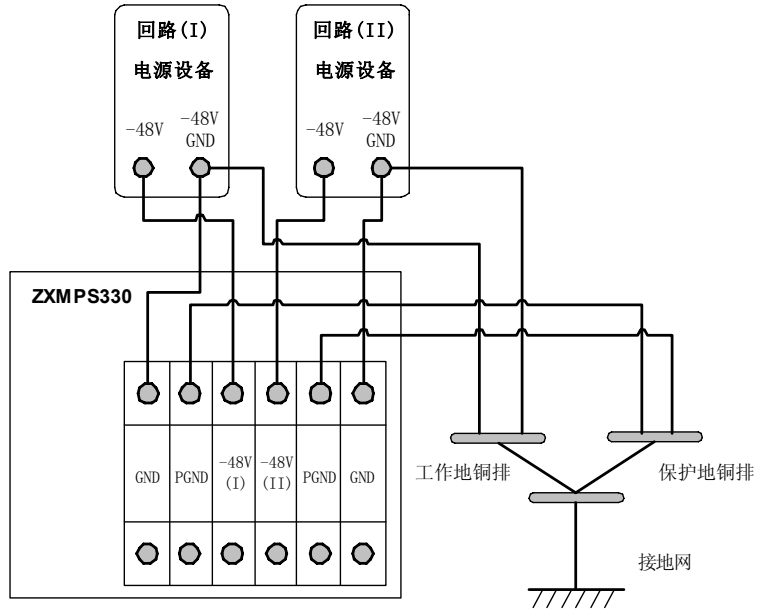 回路(I)
电源设备
-48V
-48V
GND
回路(II)
电源设备
-48V
-48V
GND
ZXMPS330
GND
PGND
-48V
(I)
-48V
(II)
PGND
GND
工作地铜排
保护地铜排
接地网